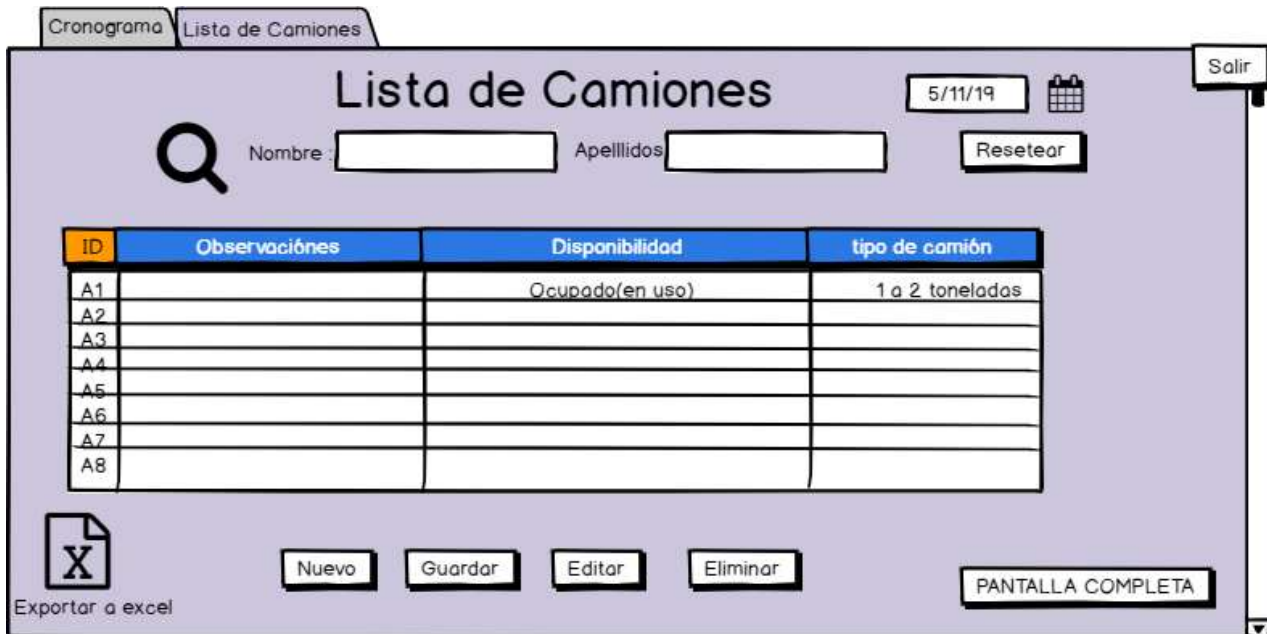 Cronograma Lista de Camiones
Salir
Lista de Camiones 5/11/19
Nombre : Apelllidos Resetear
ID Observaciónes Disponibilidad tipo de camión
A1 Ocupado(en uso) 1 a 2 toneladas
A2
A3
A4
A5
A6
A7
A8
X
Nuevo Guardar Editar Eliminar
PANTALLA COMPLETA
Exportar a excel